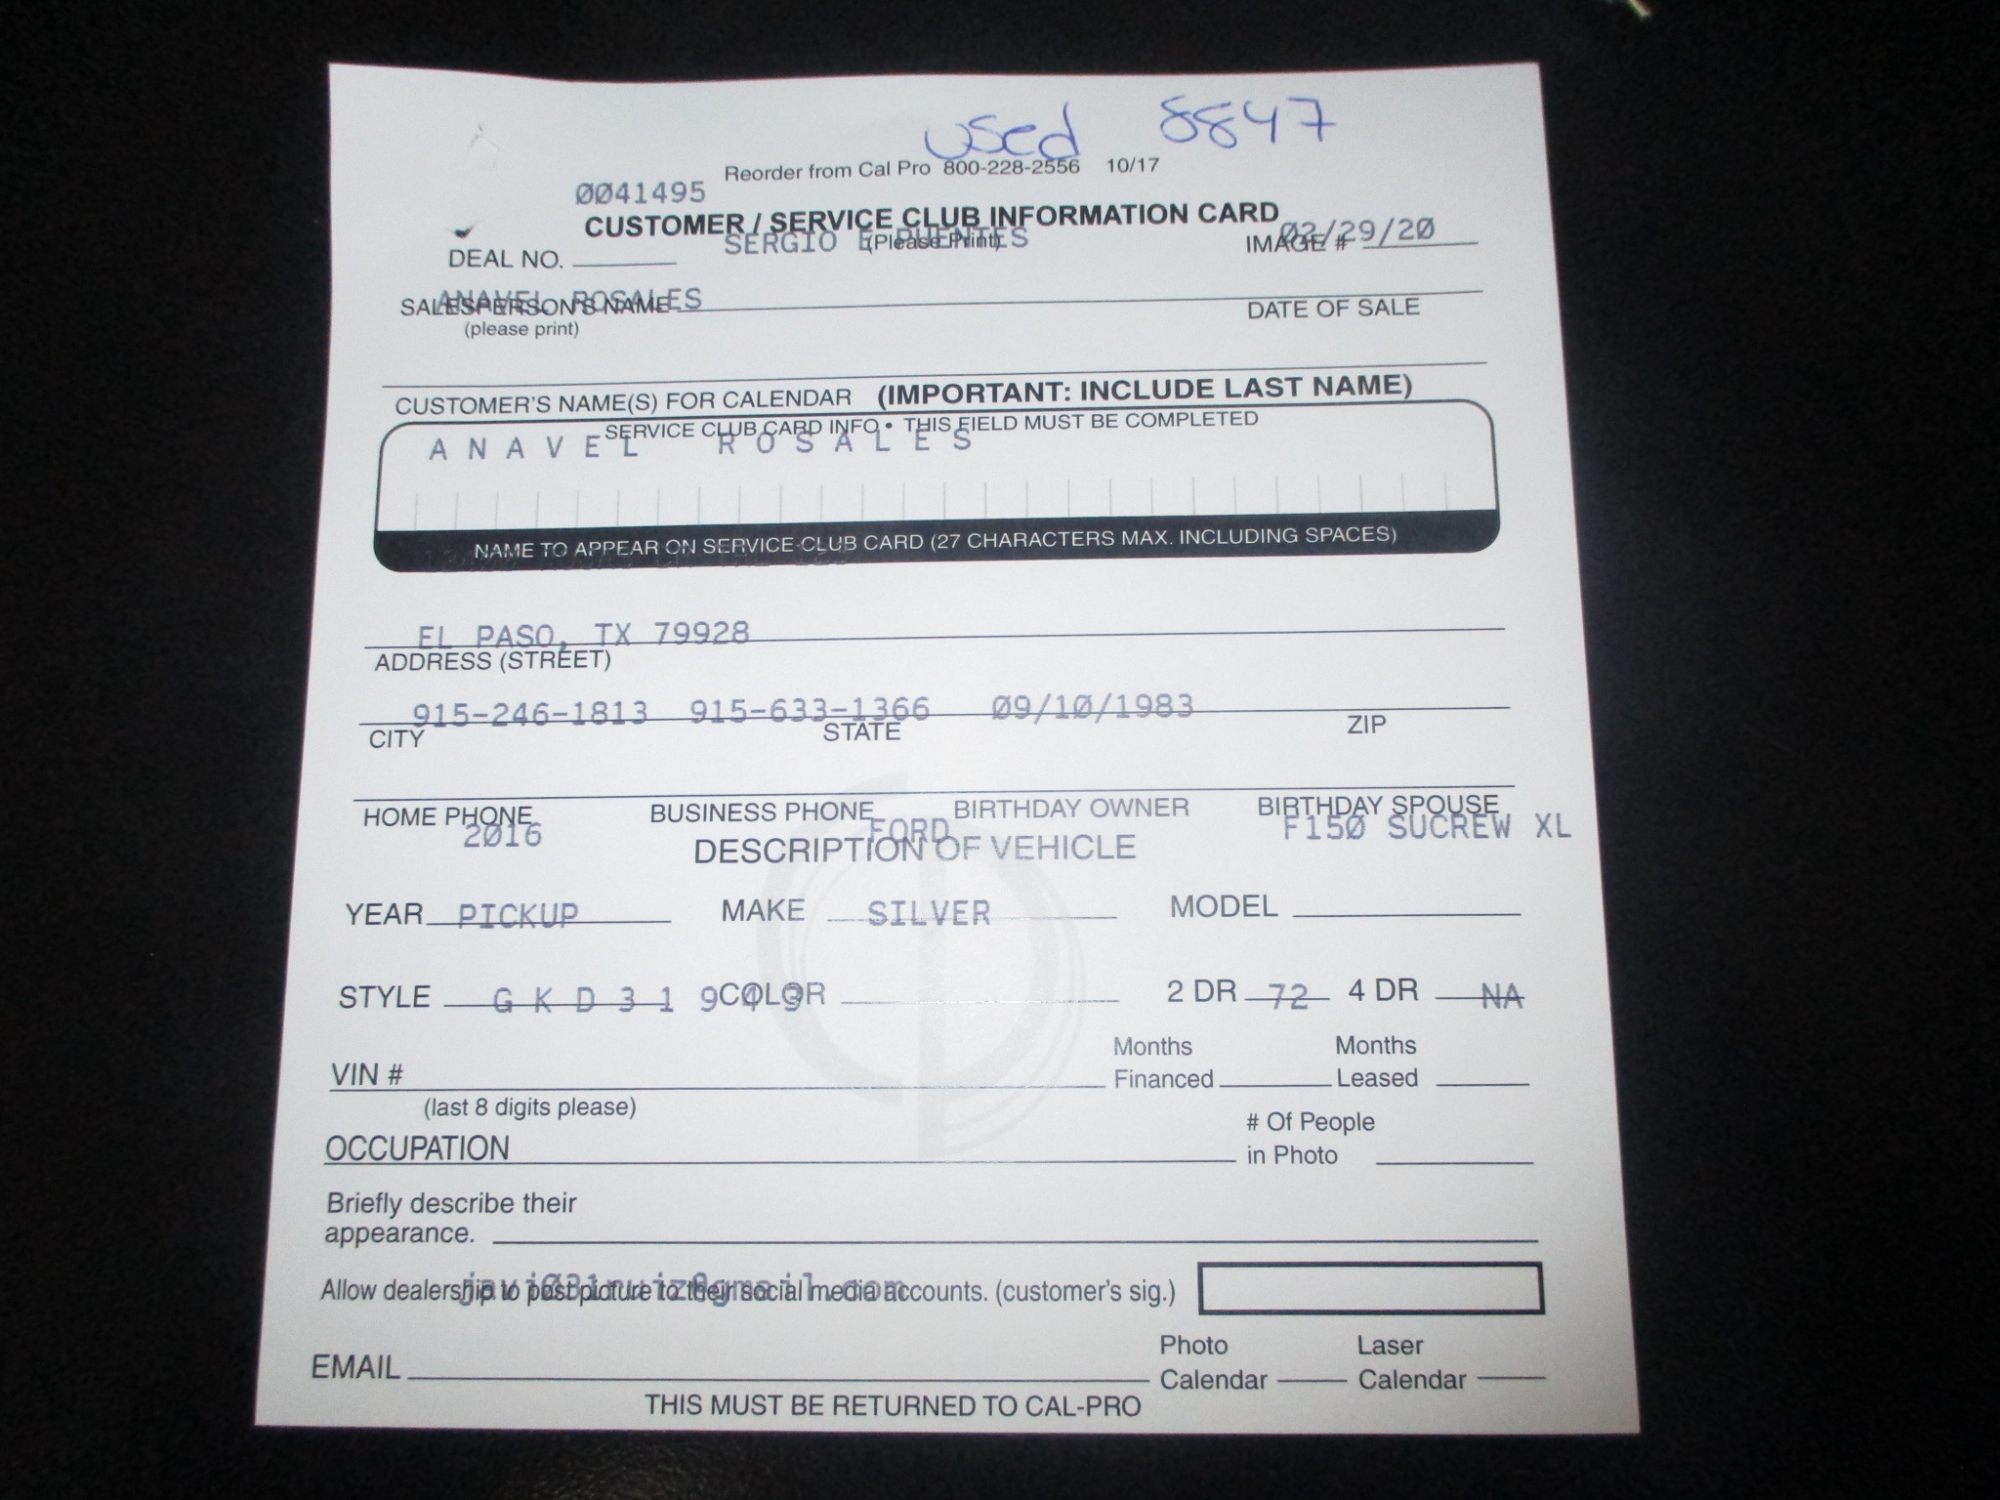 used 8847
Reorder from Cal Pro 800-228-2556 10/17
0041495
CUSTOMER / SERVICE CLUB INFORMATION CARD
SERGIO E (Please Print)
DEAL NO. IMAGE # 02/29/20
ANAVEL ROSALES
SALESPERSON'S NAME DATE OF SALE
(please print)
CUSTOMER'S NAME(S) FOR CALENDAR (IMPORTANT: INCLUDE LAST NAME)
SERVICE CLUB CARD INFO • THIS FIELD MUST BE COMPLETED
ANAVEL ROSALES
NAME TO APPEAR ON SERVICE CLUB CARD (27 CHARACTERS MAX. INCLUDING SPACES)
EL PASO, TX 79928
ADDRESS (STREET)
915-246-1813 915-633-1366 09/10/1983
CITY STATE ZIP
HOME PHONE BUSINESS PHONE BIRTHDAY OWNER BIRTHDAY SPOUSE
2016 FORD F150 SUCREW XL
DESCRIPTION OF VEHICLE
YEAR PICKUP MAKE SILVER MODEL
STYLE GKD31943 COLOR 2 DR 72 4 DR NA
VIN # Months Financed Months Leased
(last 8 digits please)
OCCUPATION # Of People in Photo
Briefly describe their
appearance.
Allow dealership to post picture to their social media accounts. (customer's sig.)
EMAIL Photo Calendar Laser Calendar
THIS MUST BE RETURNED TO CAL-PRO